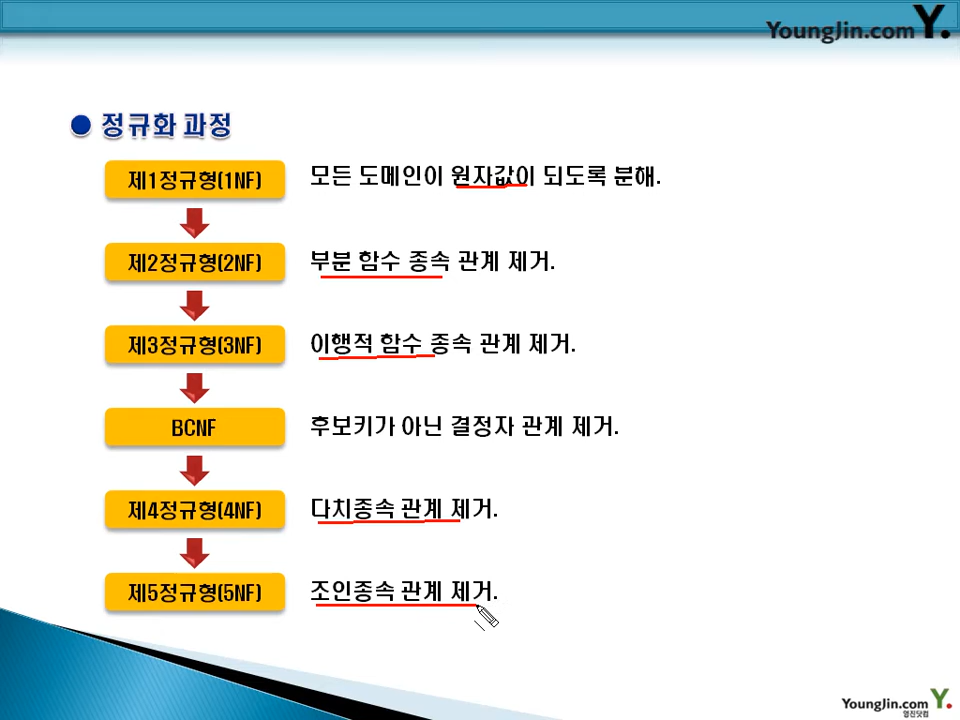 YoungJin.com Y.
정규화 과정
제1정규형(1NF) 모든 도메인이 원자값이 되도록 분해.
제2정규형(2NF) 부분 함수 종속 관계 제거.
제3정규형(3NF) 이행적 함수 종속 관계 제거.
BCNF 후보키가 아닌 결정자 관계 제거.
제4정규형(4NF) 다치종속 관계 제거.
제5정규형(5NF) 조인종속 관계 제거.
YoungJin.com Y.
영진닷컴